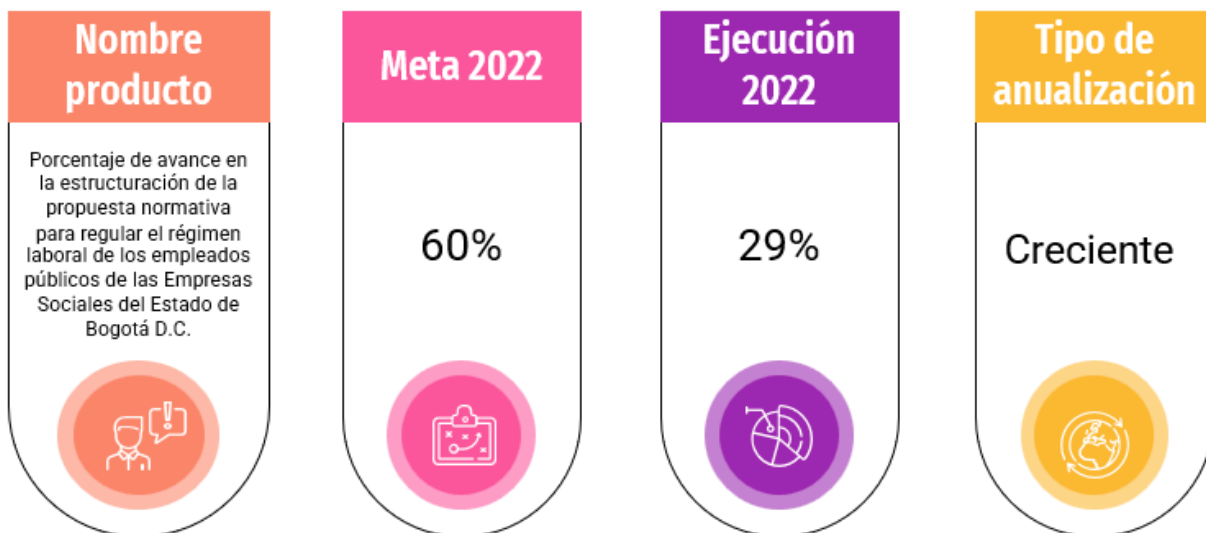 Nombre
producto
Porcentaje de avance en
la estructuración de la
propuesta normativa
para regular el régimen
laboral de los empleados
públicos de las Empresas
Sociales del Estado de
Bogotá D.C.
Meta 2022
60%
Ejecución
2022
29%
Tipo de
anualización
Creciente